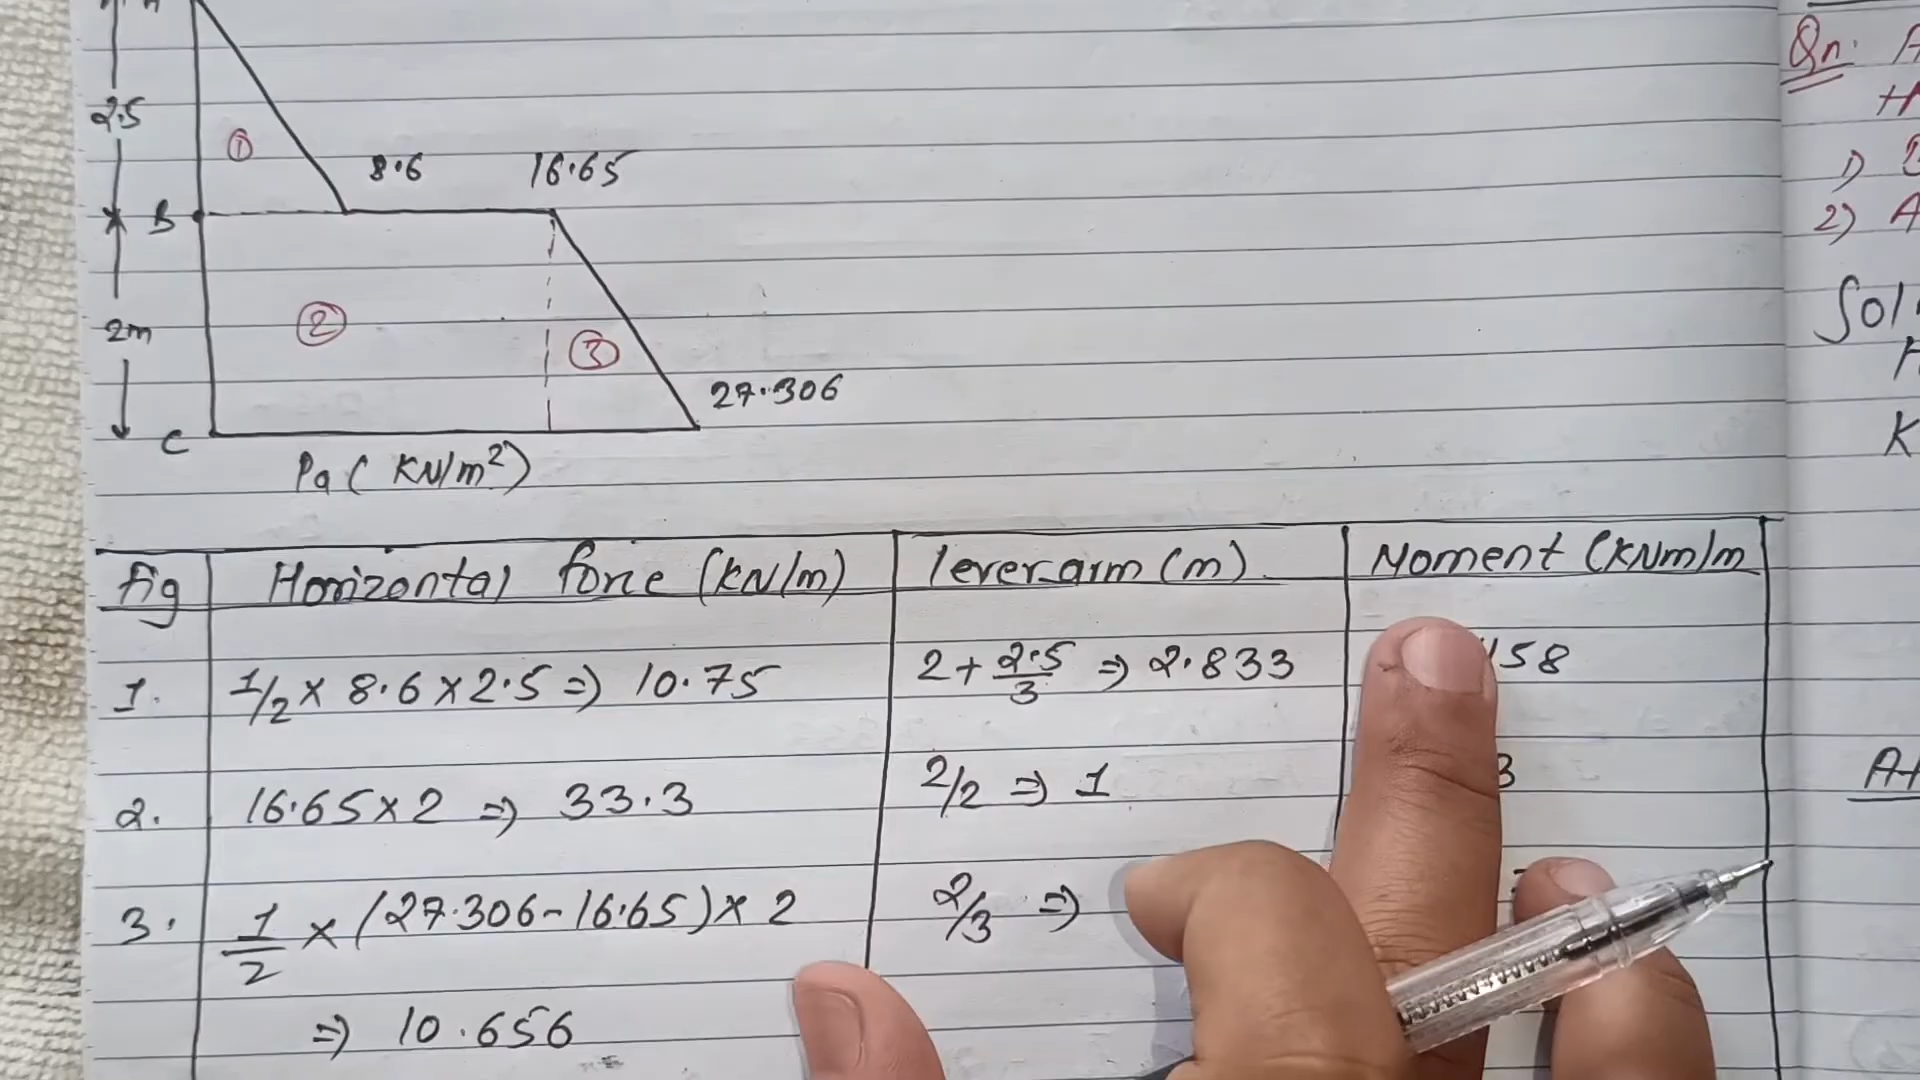 A
2.5
①
8.6
16.65
B
2m
②
③
27.306
C
Pa ( KN/m²)
Fig Horizontal force (KN/m) lever arm (m) Moment (KNm/m
1. 1/2 × 8.6 × 2.5 => 10.75 2 + 2.5/3 => 2.833 458
2. 16.65 × 2 => 33.3 2/2 => 1 3
3. 1/2 × (27.306 - 16.65) × 2 2/3 =>
=> 10.656
Qn. A
1)
2) A
Sol
K